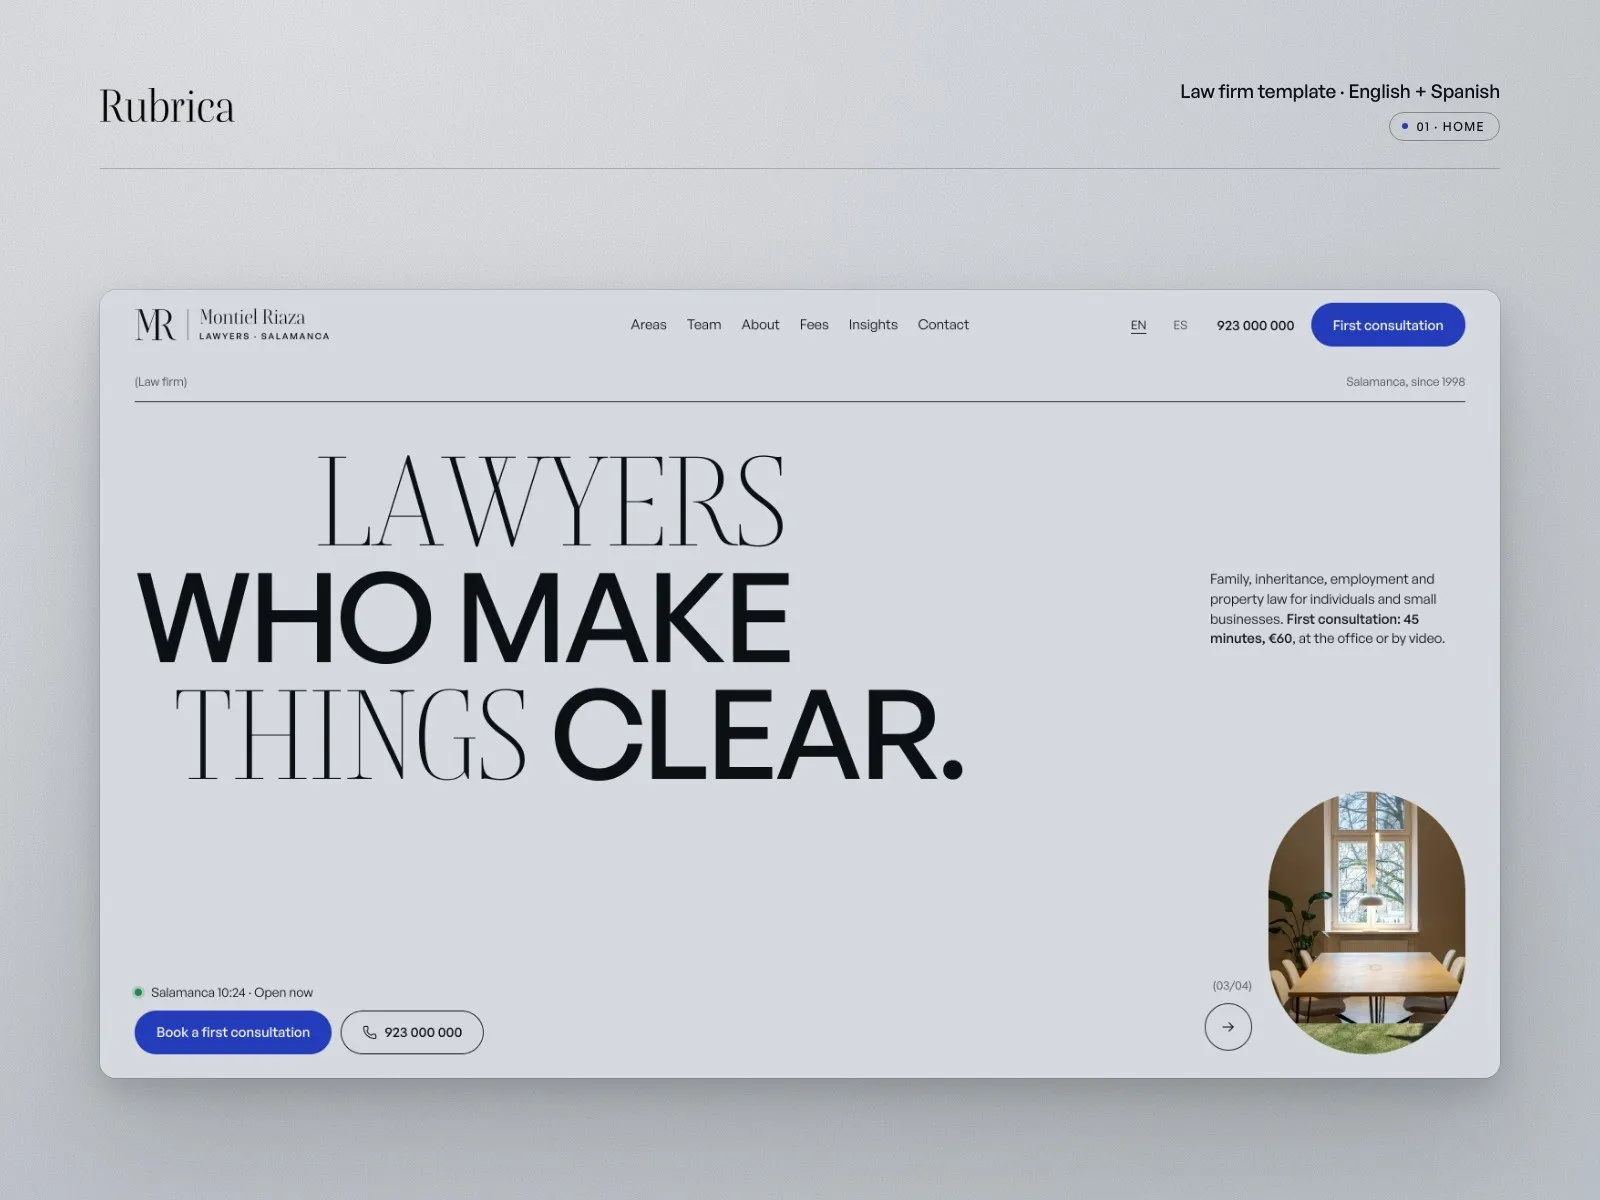 Rubrica
Law firm template · English + Spanish
01 · HOME
MR
Montiel Riaza
LAWYERS · SALAMANCA
Areas Team About Fees Insights Contact
EN ES 923 000 000 First consultation
(Law firm)
Salamanca, since 1998
LAWYERS
WHO MAKE
THINGS CLEAR.
Family, inheritance, employment and
property law for individuals and small
businesses. First consultation: 45
minutes, €60, at the office or by video.
Salamanca 10:24 · Open now
Book a first consultation
923 000 000
(03/04)